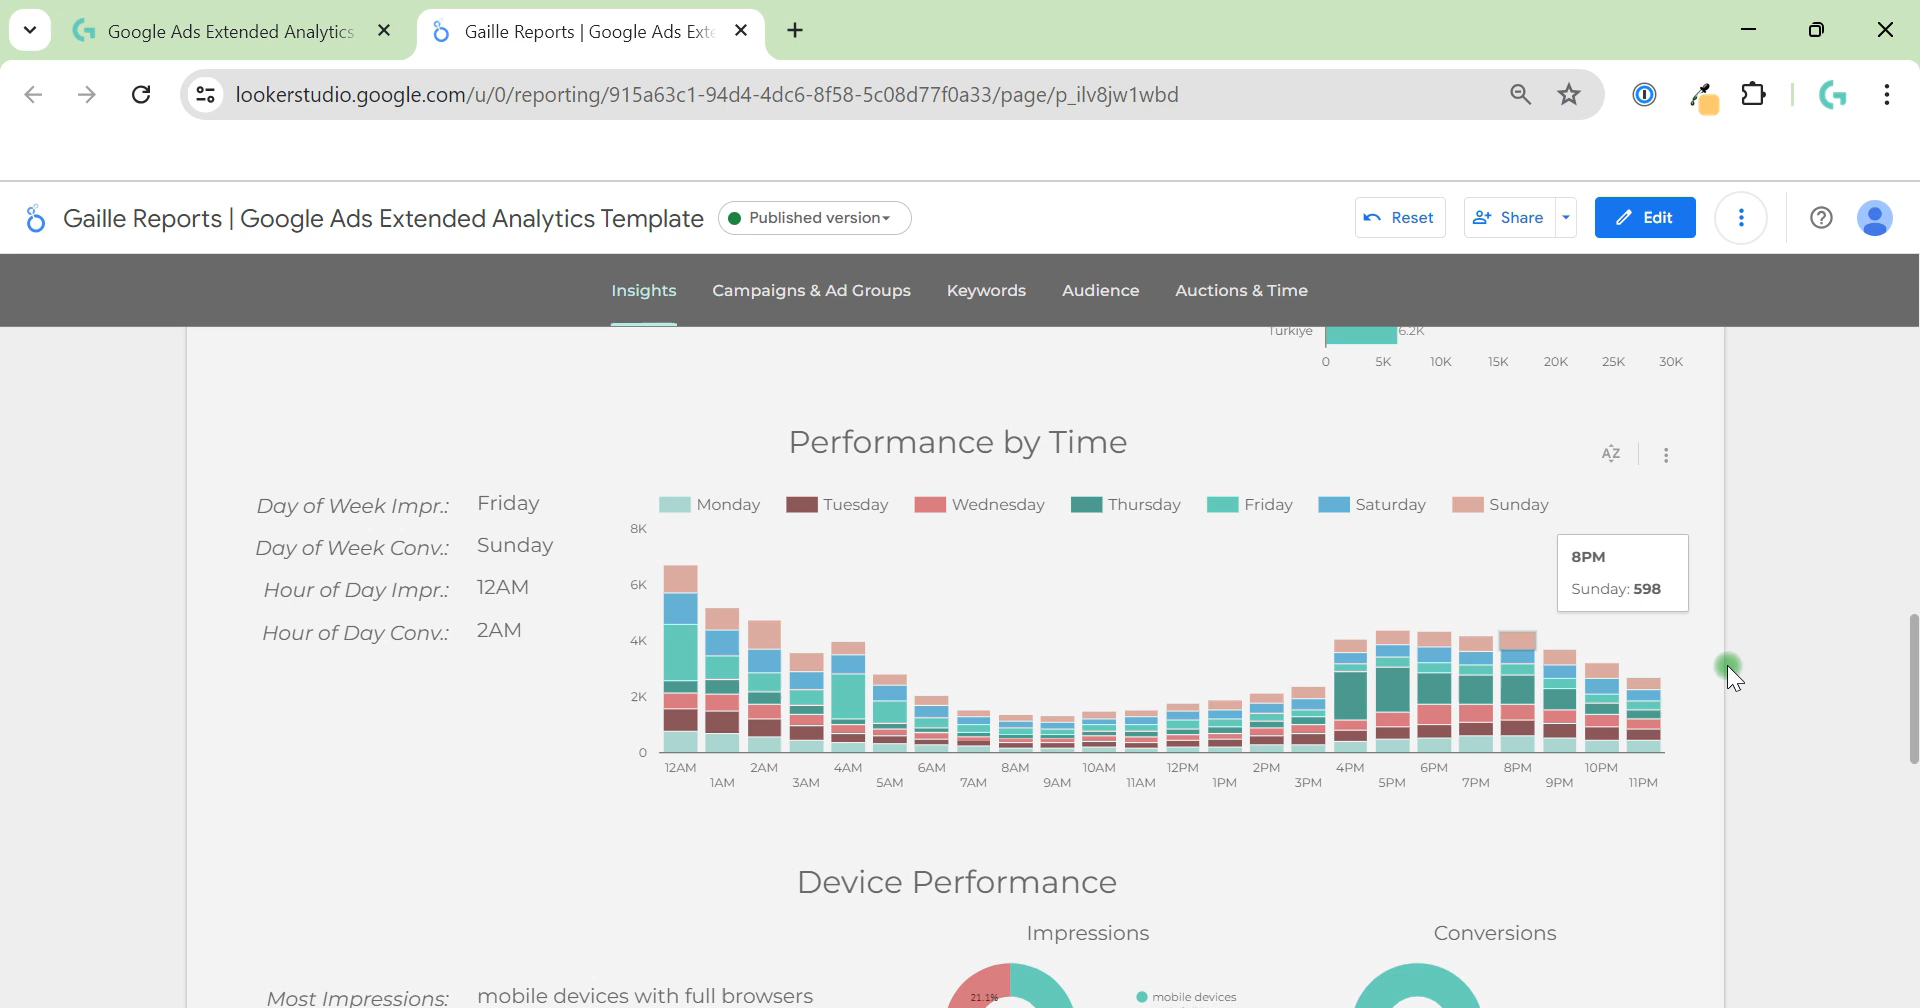 Google Ads Extended Analytics
Gaille Reports | Google Ads Exte
lookerstudio.google.com/u/0/reporting/915a63c1-94d4-4dc6-8f58-5c08d77f0a33/page/p_ilv8jw1wbd
Gaille Reports | Google Ads Extended Analytics Template
Published version
Reset
Share
Edit
Insights
Campaigns & Ad Groups
Keywords
Audience
Auctions & Time
Türkiye
6.2K
0 5K 10K 15K 20K 25K 30K
Performance by Time
AZ
Day of Week Impr.: Friday
Day of Week Conv.: Sunday
Hour of Day Impr.: 12AM
Hour of Day Conv.: 2AM
Monday Tuesday Wednesday Thursday Friday Saturday Sunday
8K
6K
4K
2K
0
8PM
Sunday: 598
12AM 2AM 4AM 6AM 8AM 10AM 12PM 2PM 4PM 6PM 8PM 10PM
1AM 3AM 5AM 7AM 9AM 11AM 1PM 3PM 5PM 7PM 9PM 11PM
Device Performance
Impressions
Conversions
Most Impressions: mobile devices with full browsers
21.1%
mobile devices